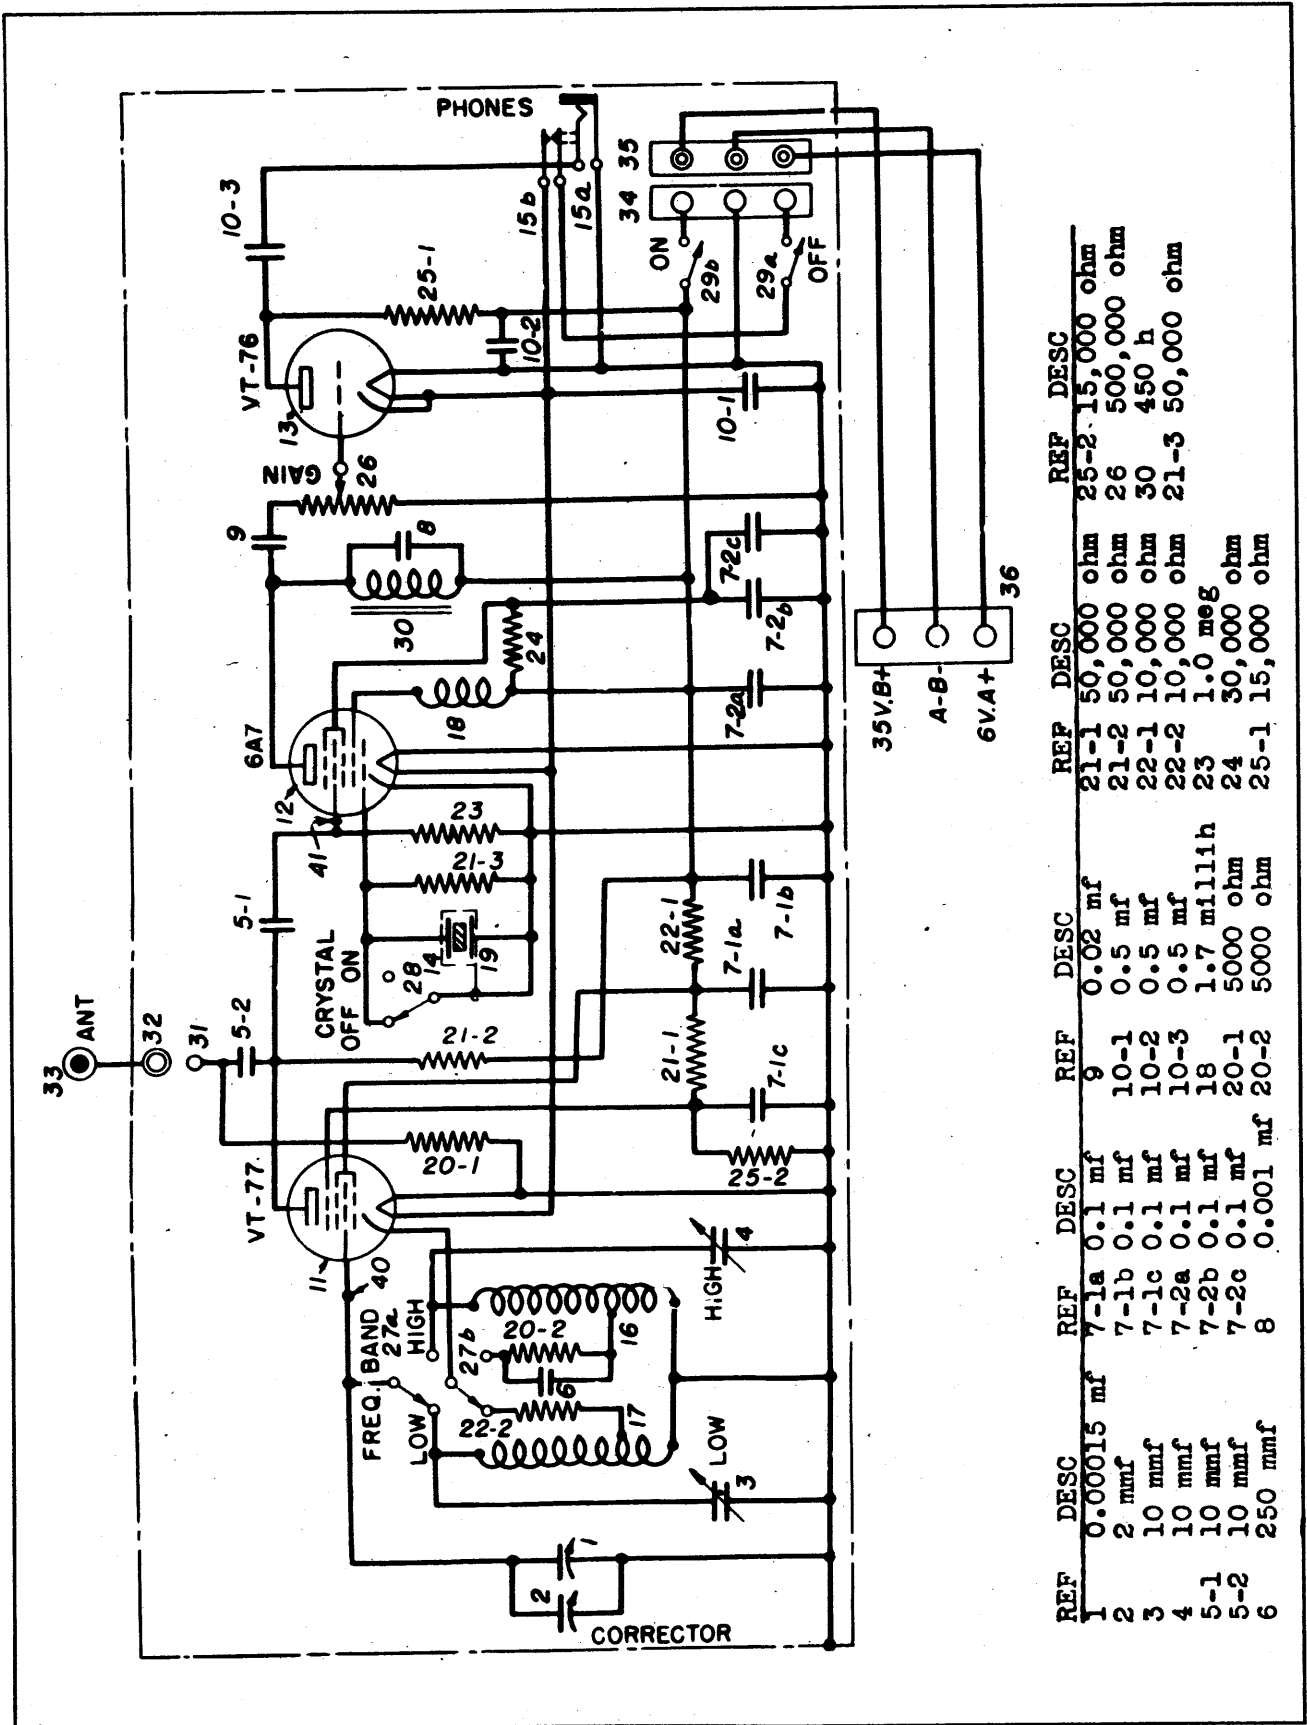 33
ANT
32
31
5-2
5-1
VT-77
11
40
6A7
12
41
9
GAIN
26
VT-76
13
10-3
PHONES
FREQ. BAND
27a
HIGH
LOW
27b
20-2
22-2
6
16
17
20-1
21-2
CRYSTAL
OFF ON
28
14
19
21-3
23
18
24
30
8
25-1
10-2
15b
15a
ON
29b
29a
OFF
34
35
2
1
CORRECTOR
3
LOW
HIGH
4
25-2
21-1
22-1
7-1c
7-1a
7-1b
7-2a
7-2b
7-2c
10-1
35V.B+
A-B-
6V.A+
36
REF DESC REF DESC REF DESC REF DESC REF DESC
1 0.00015 mf 7-1a 0.1 mf 9 0.02 mf 21-1 50,000 ohm 25-2 15,000 ohm
2 2 mmf 7-1b 0.1 mf 10-1 0.5 mf 21-2 50,000 ohm 26 500,000 ohm
3 10 mmf 7-1c 0.1 mf 10-2 0.5 mf 22-1 10,000 ohm 30 450 h
4 10 mmf 7-2a 0.1 mf 10-3 0.5 mf 22-2 10,000 ohm 21-3 50,000 ohm
5-1 10 mmf 7-2b 0.1 mf 18 1.7 millih 23 1.0 meg
5-2 10 mmf 7-2c 0.1 mf 20-1 5000 ohm 24 30,000 ohm
6 250 mmf 8 0.001 mf 20-2 5000 ohm 25-1 15,000 ohm